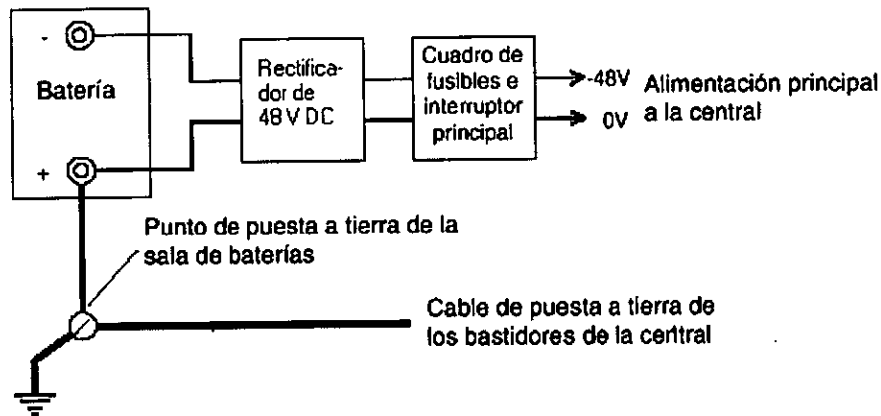 -
Batería
+
Rectifica-
dor de
48 V DC
Cuadro de
fusibles e
interruptor
principal
-48V
0V
Alimentación principal
a la central
Punto de puesta a tierra de la
sala de baterías
Cable de puesta a tierra de
los bastidores de la central